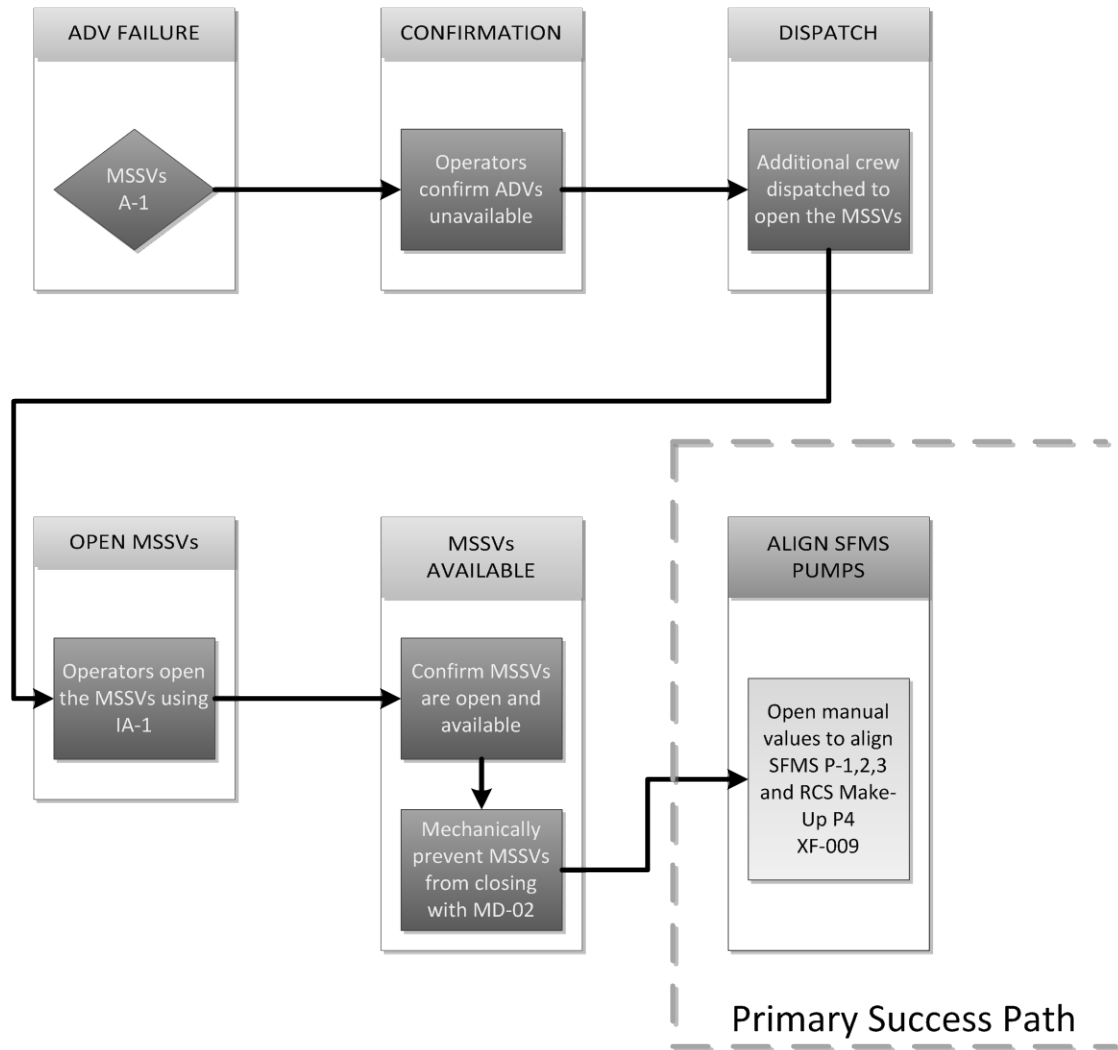 ADV FAILURE
MSSVs
A-1
CONFIRMATION
Operators
confirm ADVs
unavailable
DISPATCH
Additional crew
dispatched to
open the MSSVs
OPEN MSSVs
Operators open
the MSSVs using
IA-1
MSSVs
AVAILABLE
Confirm MSSVs
are open and
available
Mechanically
prevent MSSVs
from closing
with MD-02
ALIGN SFMS
PUMPS
Open manual
values to align
SFMS P-1,2,3
and RCS Make-
Up P4
XF-009
Primary Success Path